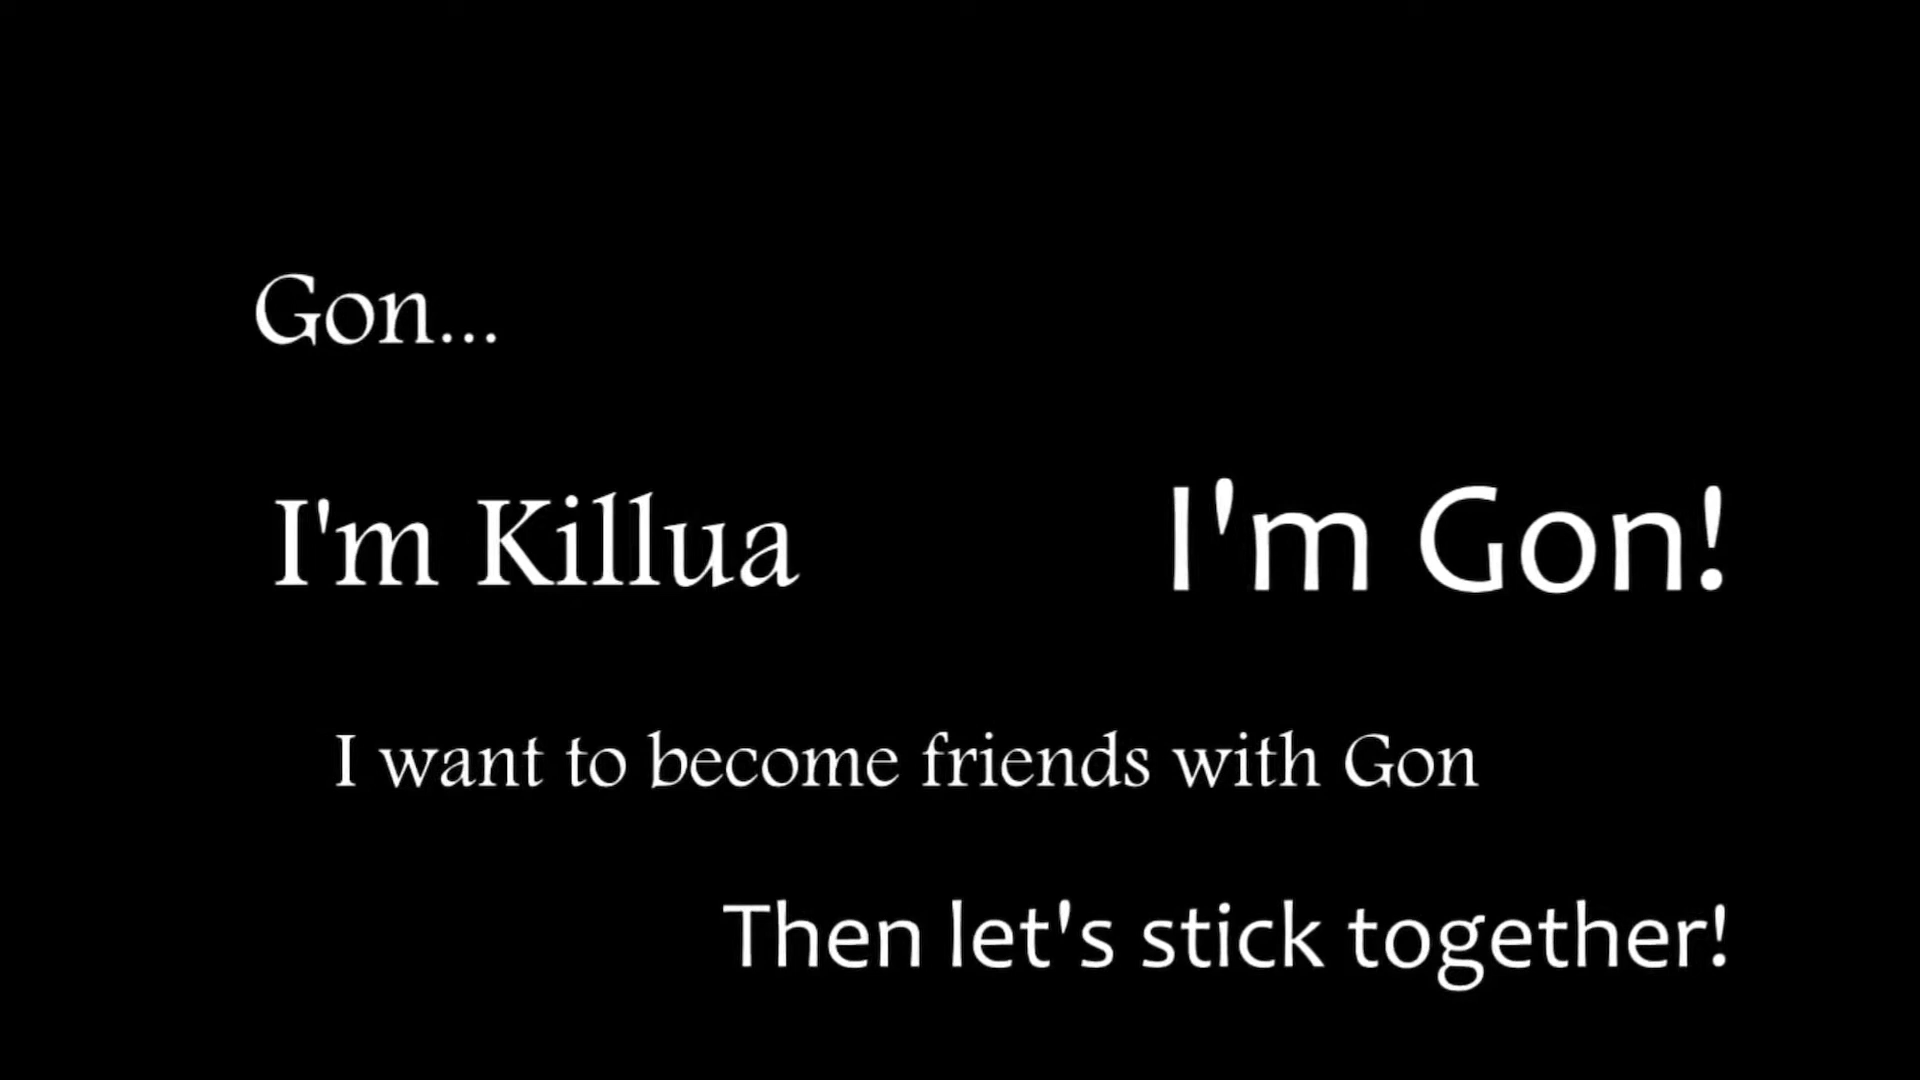 Gon...
I'm Killua
I'm Gon!
I want to become friends with Gon
Then let's stick together!